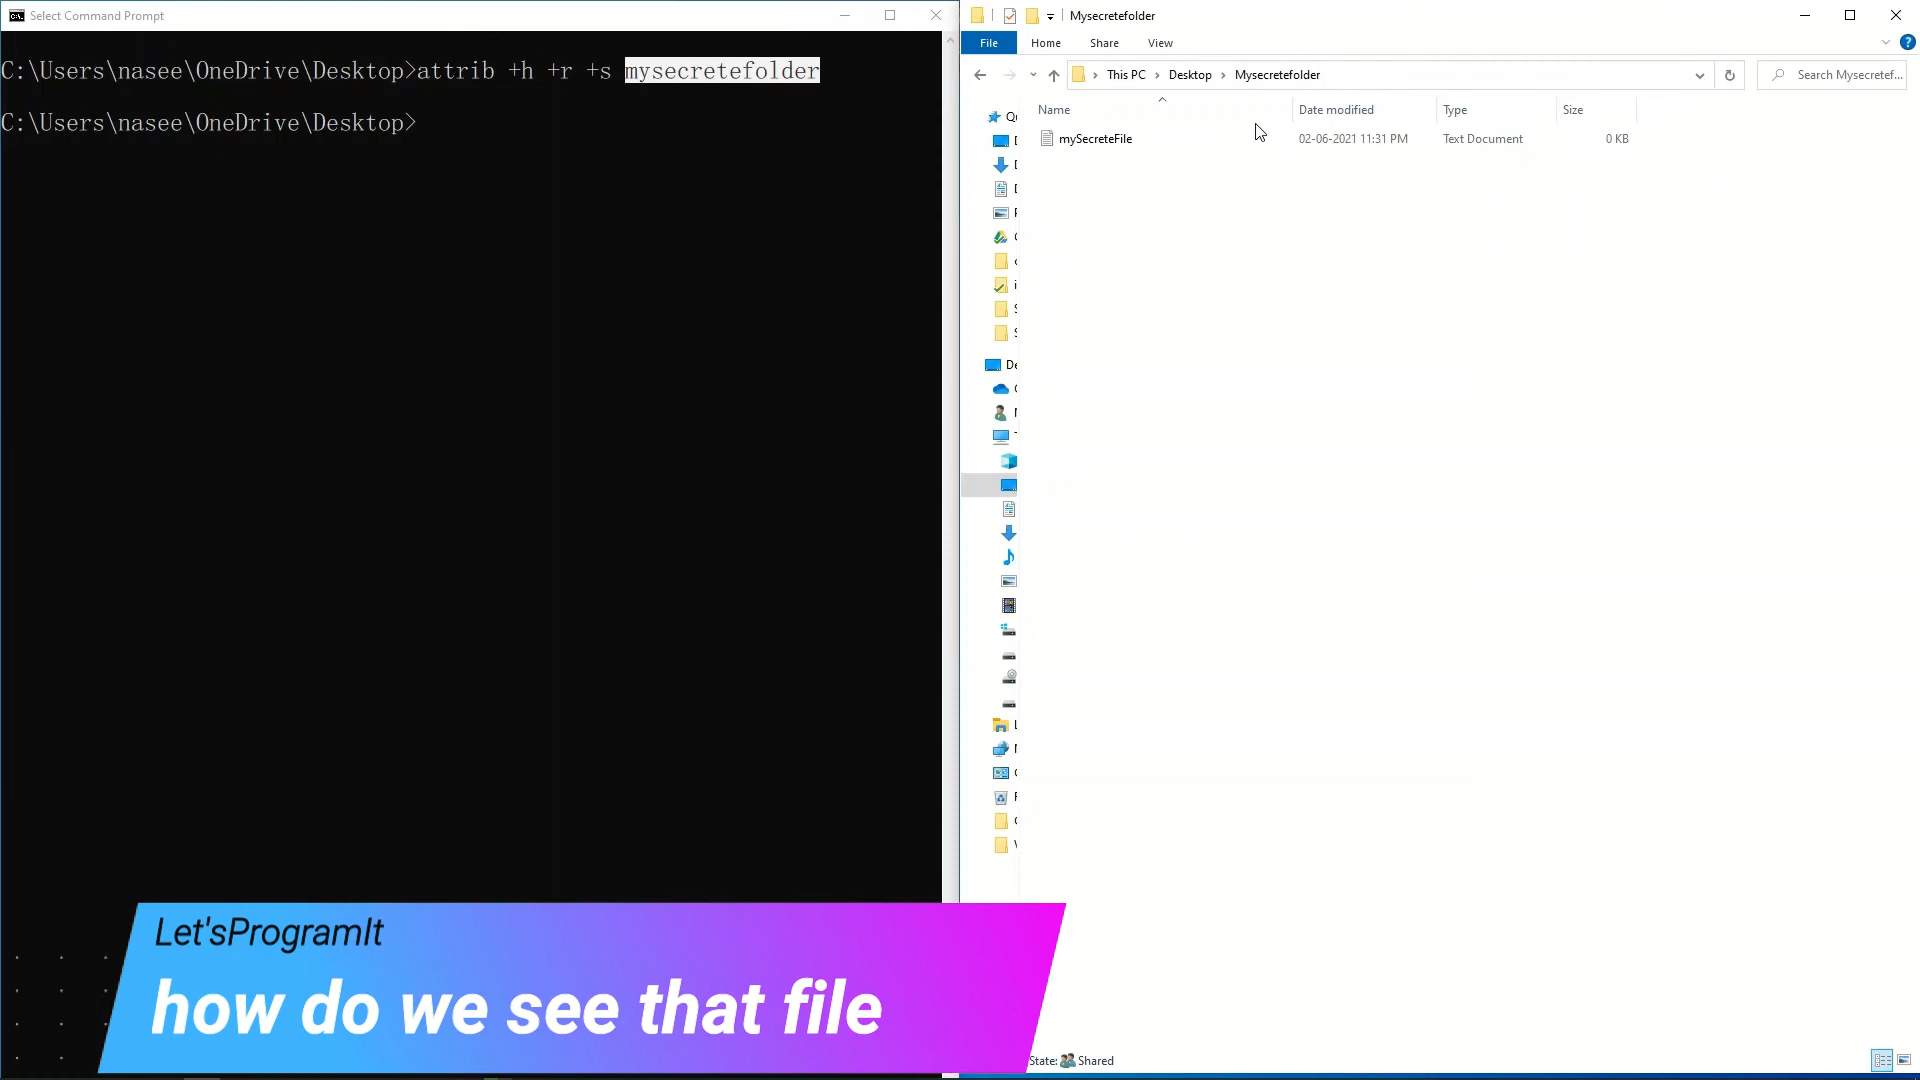 Select Command Prompt
C:\Users\nasee\OneDrive\Desktop>attrib +h +r +s mysecretefolder
C:\Users\nasee\OneDrive\Desktop>
Mysecretefolder
File Home Share View
This PC > Desktop > Mysecretefolder
Search Mysecretef...
Name Date modified Type Size
mySecreteFile 02-06-2021 11:31 PM Text Document 0 KB
Let'sProgramIt
how do we see that file
State: Shared